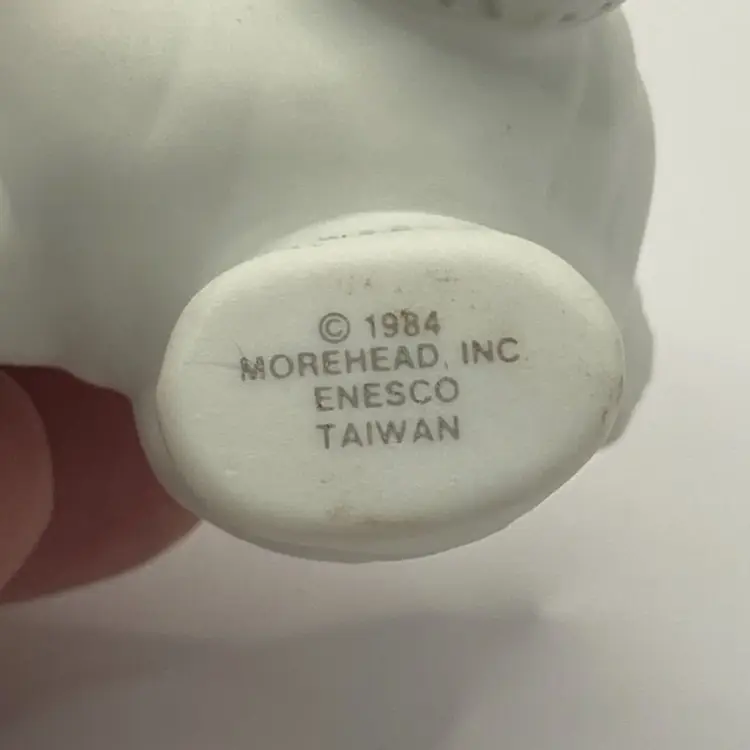 © 1984
MOREHEAD, INC.
ENESCO
TAIWAN